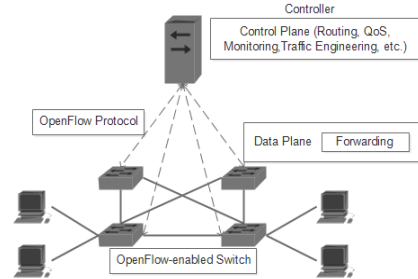 Controller
Control Plane (Routing, QoS,
Monitoring,Traffic Engineering, etc.)
OpenFlow Protocol
Data Plane
Forwarding
OpenFlow-enabled Switch